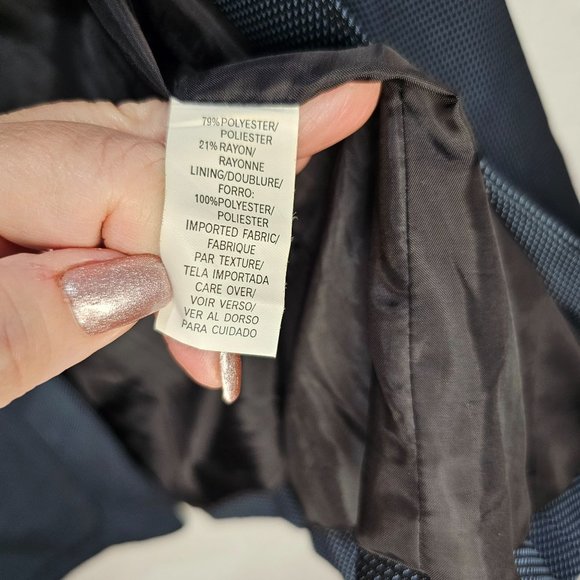 79% POLYESTER/
POLIESTER
21% RAYON/
RAYONNE
LINING/DOUBLURE/
FORRO:
100% POLYESTER/
POLIESTER
IMPORTED FABRIC/
FABRIQUE
PAR TEXTURE/
TELA IMPORTADA
CARE OVER/
VOIR VERSO/
VER AL DORSO
PARA CUIDADO